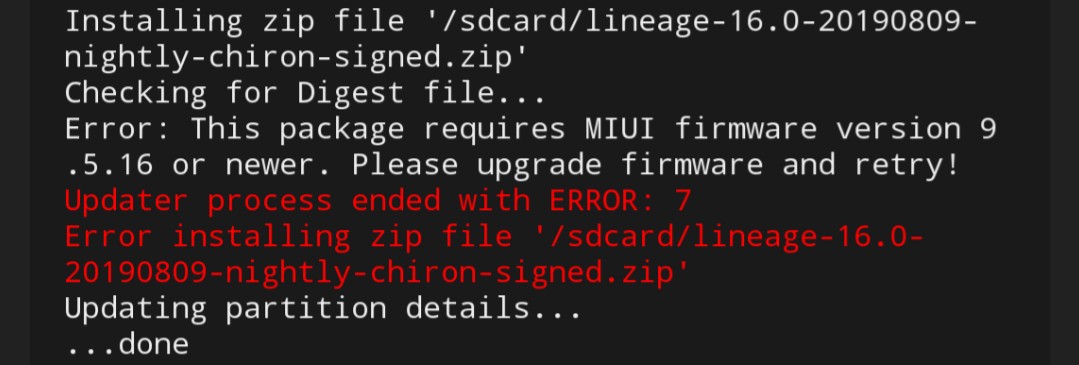 Installing zip file '/sdcard/lineage-16.0-20190809-
nightly-chiron-signed.zip'
Checking for Digest file...
Error: This package requires MIUI firmware version 9
.5.16 or newer. Please upgrade firmware and retry!
Updater process ended with ERROR: 7
Error installing zip file '/sdcard/lineage-16.0-
20190809-nightly-chiron-signed.zip'
Updating partition details...
...done